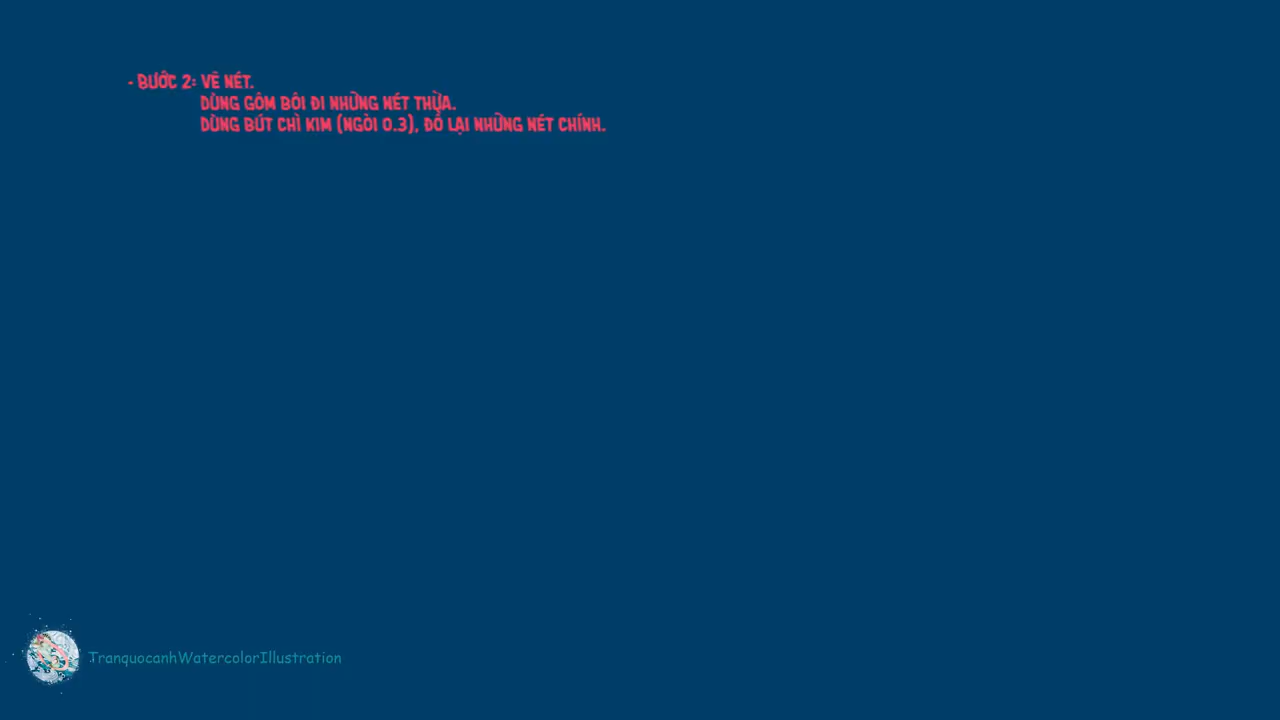 - BƯỚC 2: VẼ NÉT.
DÙNG GÔM BÔI ĐI NHỮNG NÉT THỪA.
DÙNG BÚT CHÌ KIM (NGÒI 0.3), ĐỒ LẠI NHỮNG NÉT CHÍNH.
TranquocanhWatercolorIllustration